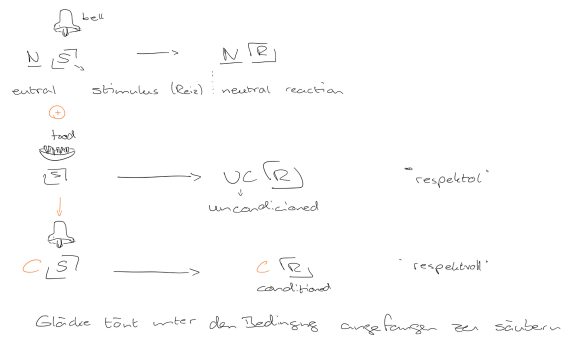 bell
N S → N R
eutral stimulus (Reiz) neutral reaction
+
food
S → UC R "respektol"
uncondicioned
C S → C R "respektvoll"
conditioned
Glocke tönt unter den Bedingung angefangen zu säubern